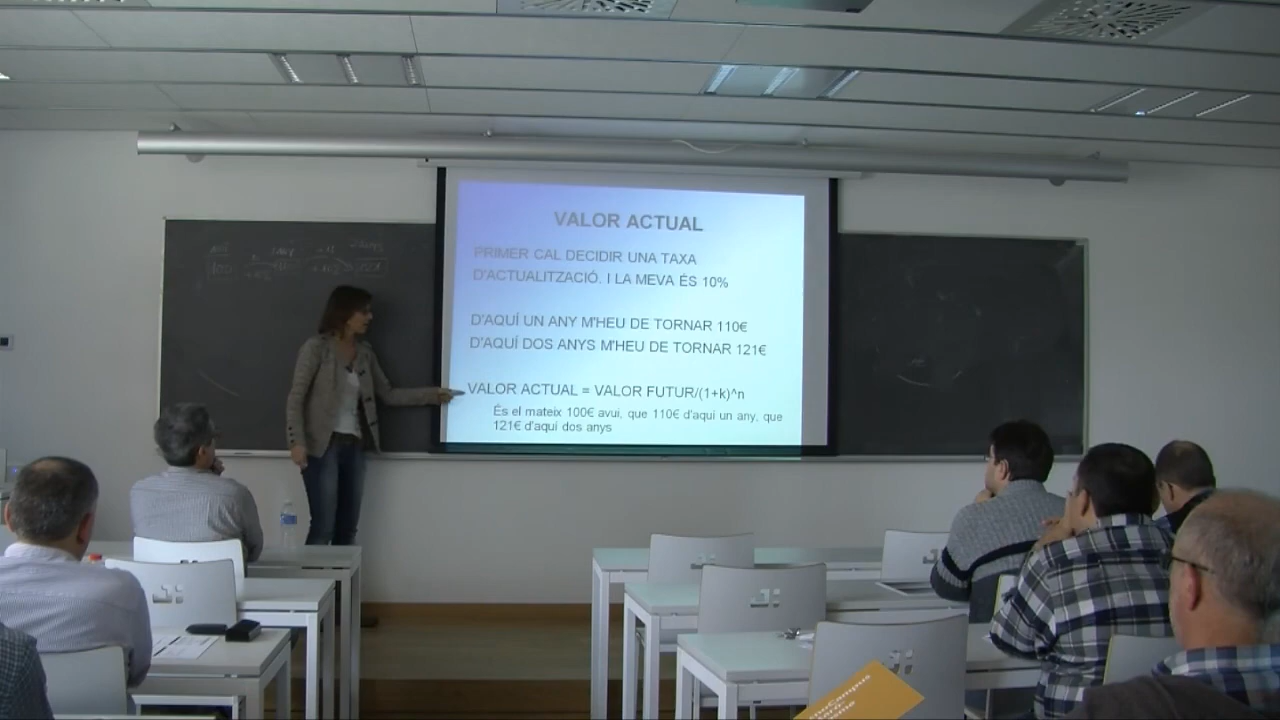 VALOR ACTUAL
PRIMER CAL DECIDIR UNA TAXA
D'ACTUALITZACIÓ. I LA MEVA ÉS 10%
D'AQUÍ UN ANY M'HEU DE TORNAR 110€
D'AQUÍ DOS ANYS M'HEU DE TORNAR 121€
VALOR ACTUAL = VALOR FUTUR/(1+k)^n
És el mateix 100€ avui, que 110€ d'aquí un any, que
121€ d'aquí dos anys